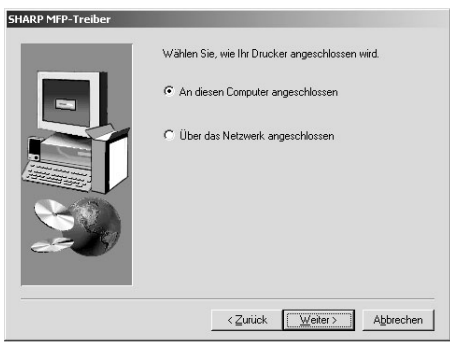 SHARP MFP-Treiber
Wählen Sie, wie Ihr Drucker angeschlossen wird.
An diesen Computer angeschlossen
Über das Netzwerk angeschlossen
< Zurück Weiter > Abbrechen